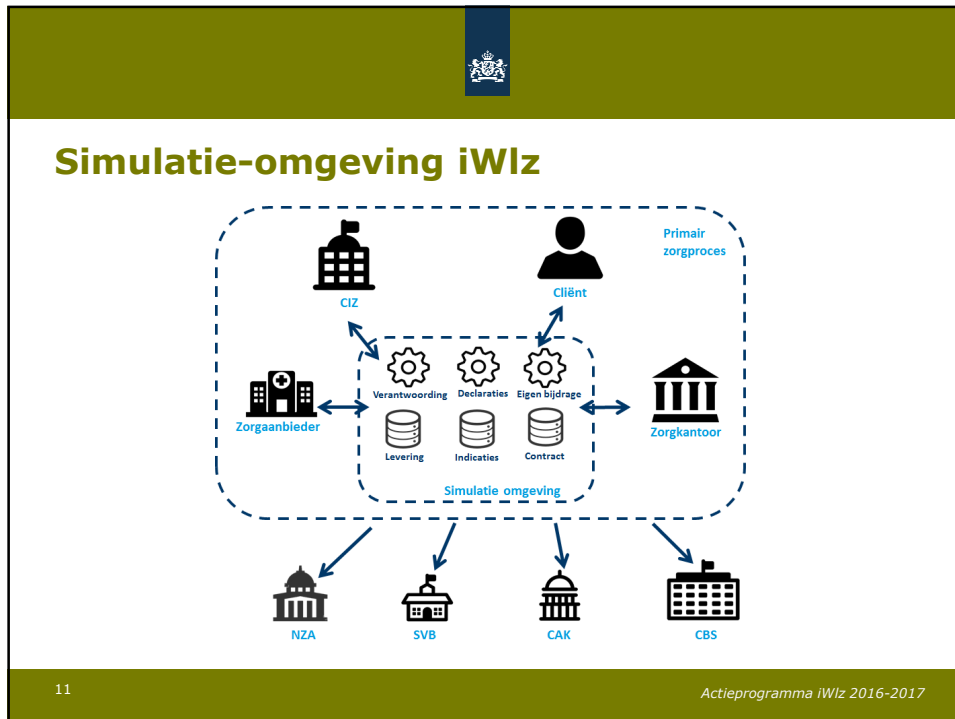 Simulatie-omgeving iWlz
Primair
zorgproces
CIZ
Cliënt
Verantwoording
Declaraties
Eigen bijdrage
Zorgaanbieder
Zorgkantoor
Levering
Indicaties
Contract
Simulatie omgeving
NZA
SVB
CAK
CBS
11
Actieprogramma iWlz 2016-2017